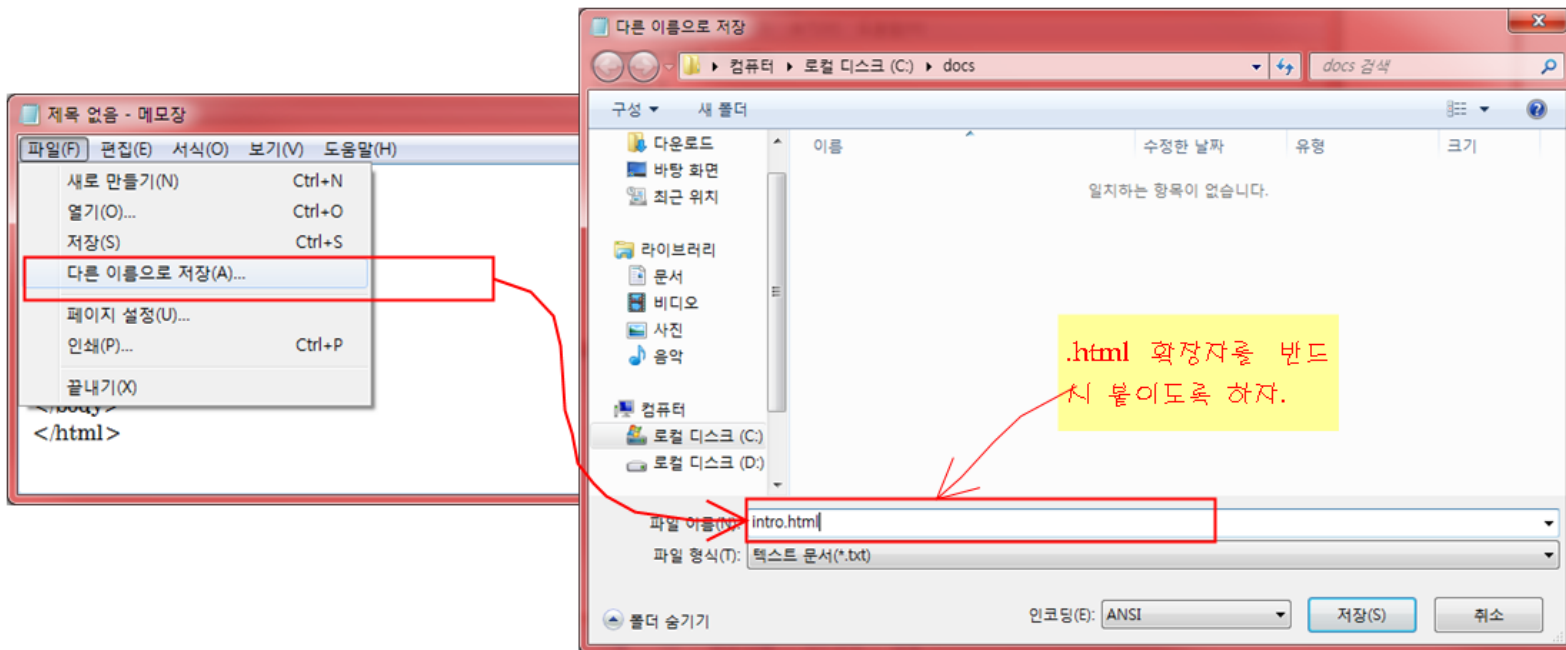 제목 없음 - 메모장
파일(F) 편집(E) 서식(O) 보기(V) 도움말(H)
새로 만들기(N) Ctrl+N
열기(O)... Ctrl+O
저장(S) Ctrl+S
다른 이름으로 저장(A)...
페이지 설정(U)...
인쇄(P)... Ctrl+P
끝내기(X)
</body>
</html>
다른 이름으로 저장
컴퓨터 ▸ 로컬 디스크 (C:) ▸ docs
docs 검색
구성 새 폴더
이름 수정한 날짜 유형 크기
일치하는 항목이 없습니다.
다운로드
바탕 화면
최근 위치
라이브러리
문서
비디오
사진
음악
컴퓨터
로컬 디스크 (C:)
로컬 디스크 (D:)
.html 확장자를 반드
시 붙이도록 하자.
파일 이름(N): intro.html
파일 형식(T): 텍스트 문서(*.txt)
폴더 숨기기
인코딩(E): ANSI
저장(S)
취소